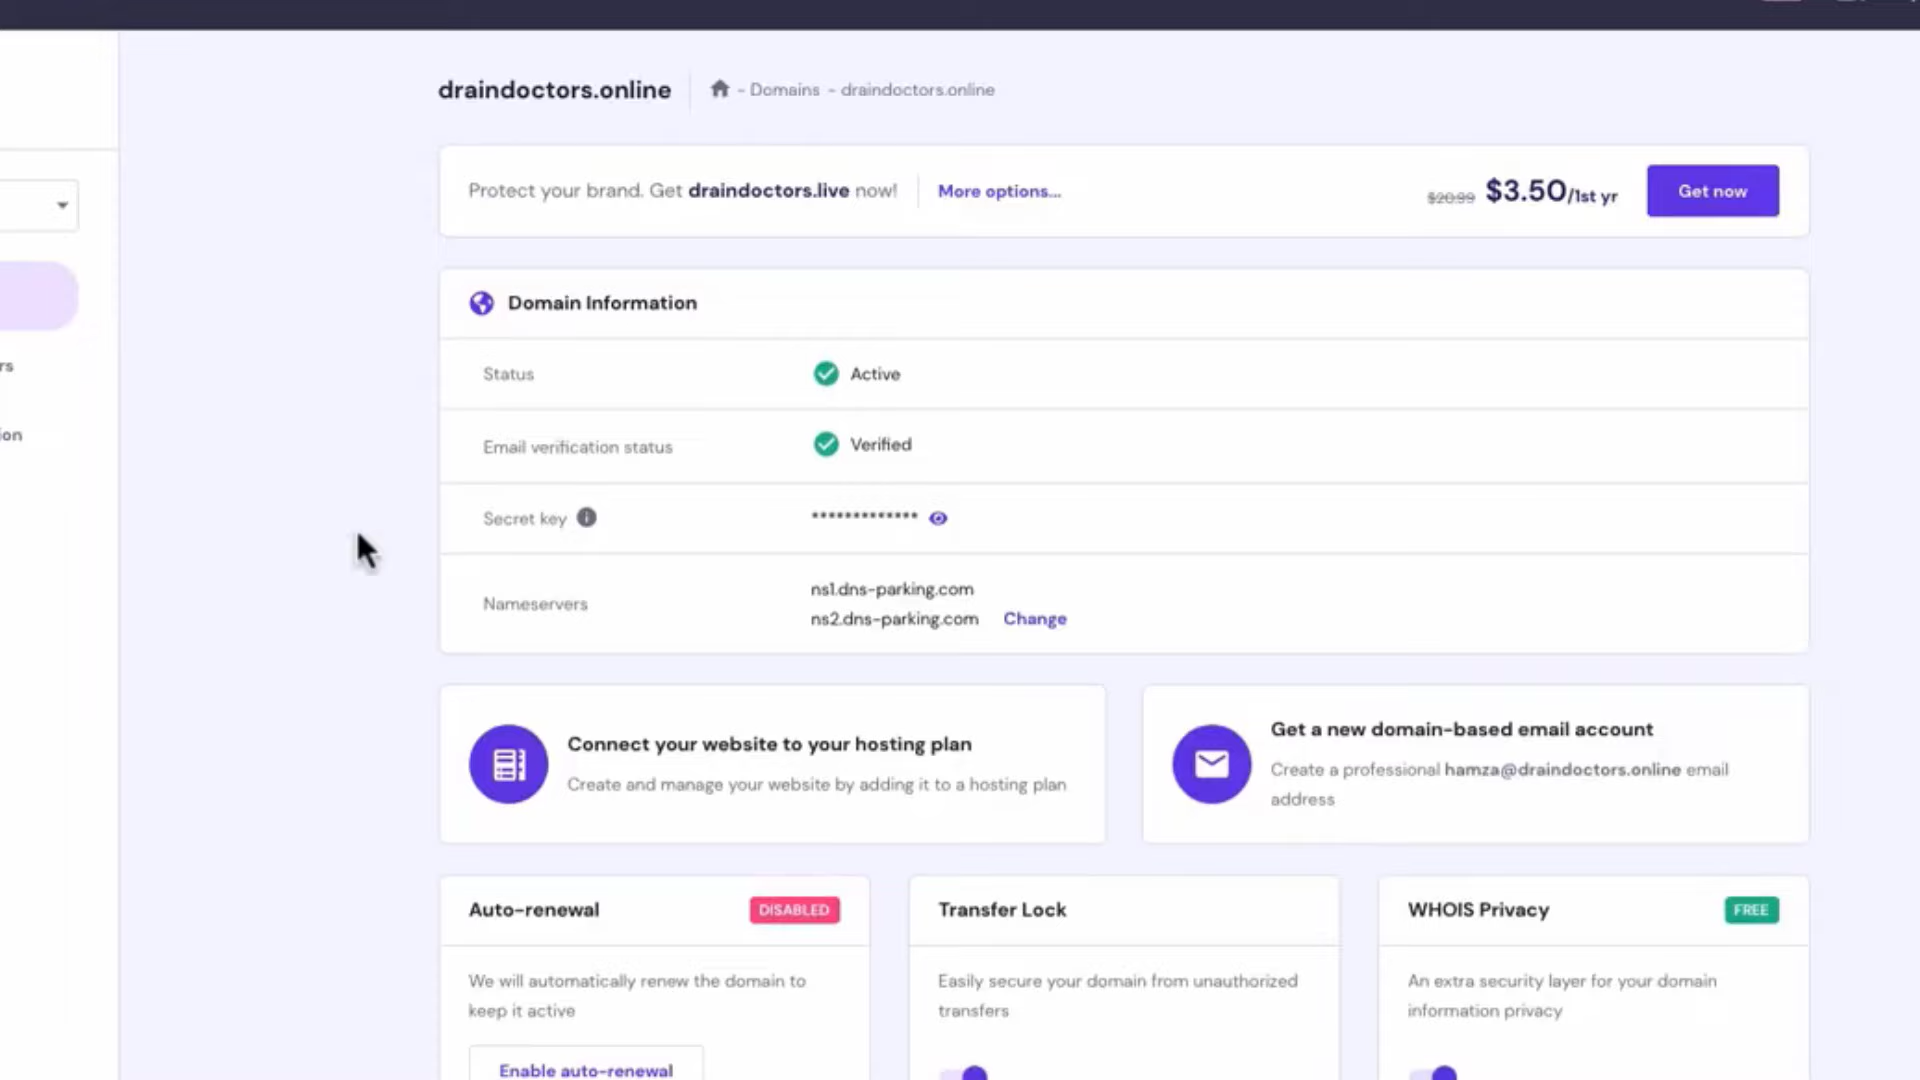 draindoctors.online - Domains - draindoctors.online
Protect your brand. Get draindoctors.live now! More options... $20.99 $3.50/1st yr Get now
Domain Information
Status Active
rs
Email verification status Verified
ion
Secret key ************* 
Nameservers ns1.dns-parking.com
ns2.dns-parking.com Change
Connect your website to your hosting plan
Create and manage your website by adding it to a hosting plan
Get a new domain-based email account
Create a professional hamza@draindoctors.online email
address
Auto-renewal DISABLED
We will automatically renew the domain to
keep it active
Enable auto-renewal
Transfer Lock
Easily secure your domain from unauthorized
transfers
WHOIS Privacy FREE
An extra security layer for your domain
information privacy